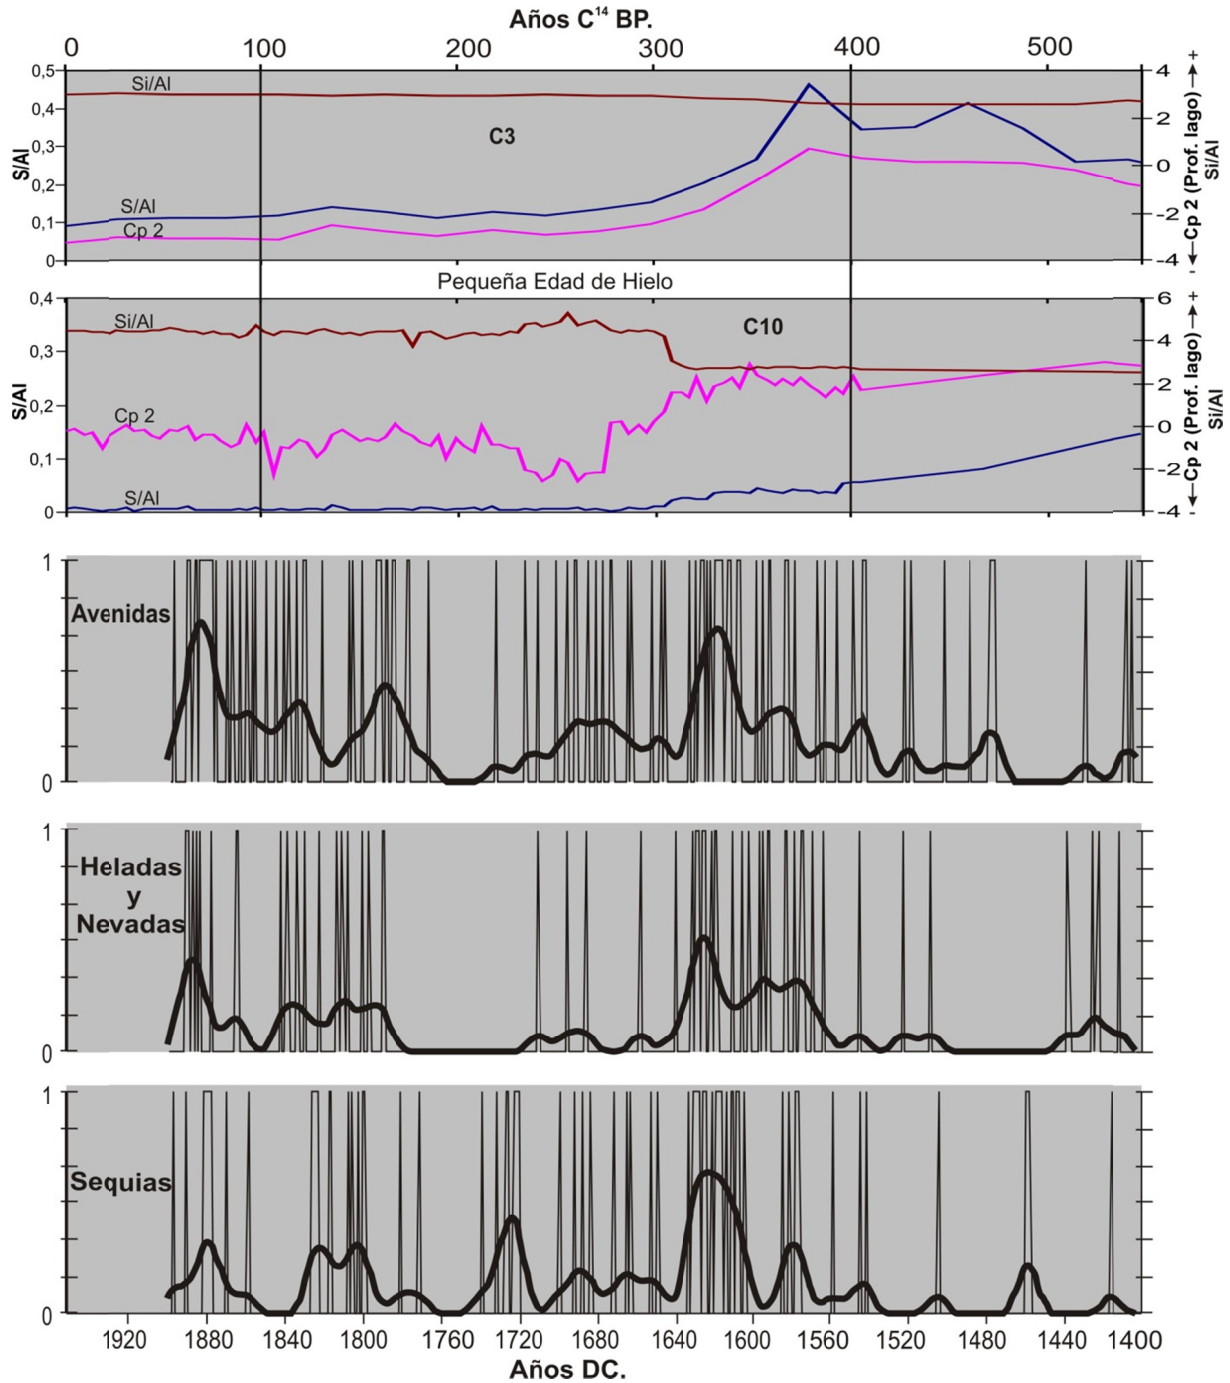 Años C¹⁴ BP.
0 100 200 300 400 500
0,5 4
0,4 2
0,3 0
0,2 -2
0,1 -4
0
S/Al
Si/Al
C3
S/Al
Cp 2
- ←Cp 2 (Prof. lago)→ +
Si/Al
Pequeña Edad de Hielo
0,4 6
0,3 4
0,2 2
0,1 0
0 -2
-4
S/Al
Si/Al
C10
Cp 2
S/Al
- ←Cp 2 (Prof. lago)→ +
Si/Al
1
Avenidas
0
1
Heladas
y
Nevadas
0
1
Sequias
0
1920 1880 1840 1800 1760 1720 1680 1640 1600 1560 1520 1480 1440 1400
Años DC.